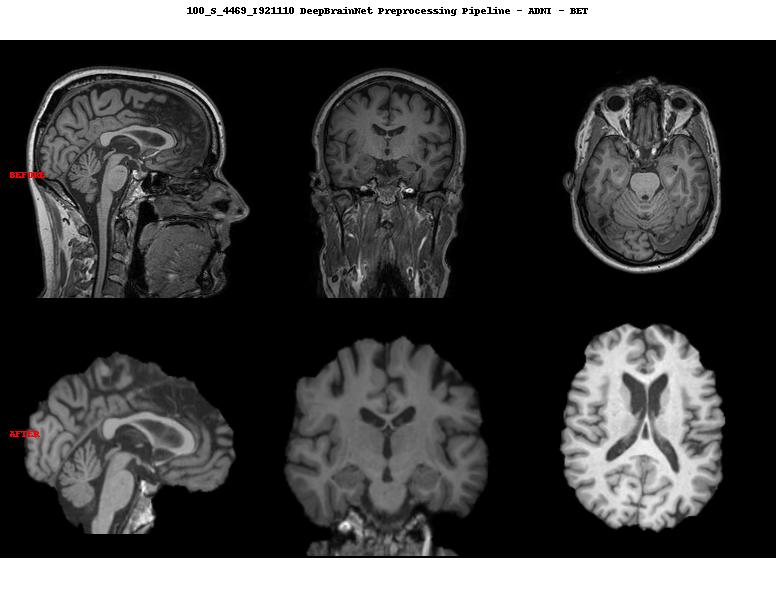 100_S_4469_I921110 DeepBrainNet Preprocessing Pipeline - ADNI - BET
BEFORE
AFTER